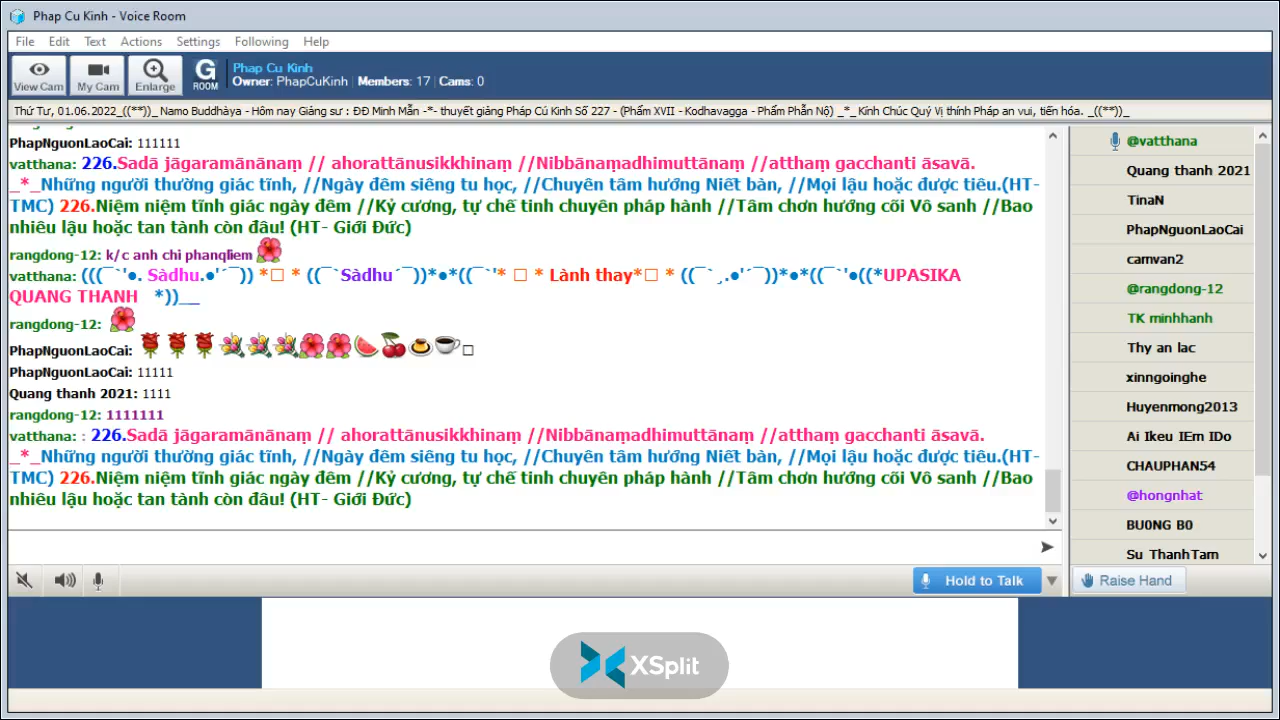 Phap Cu Kinh - Voice Room
File Edit Text Actions Settings Following Help
View Cam
My Cam
Enlarge
G ROOM
Phap Cu Kinh
Owner: PhapCuKinh | Members: 17 | Cams: 0
Thứ Tư, 01.06.2022_((**))_ Namo Buddhàya - Hôm nay Giảng sư : ĐĐ Minh Mẫn -*- thuyết giảng Pháp Cú Kinh Số 227 - (Phẩm XVII - Kodhavagga - Phẩm Phẫn Nộ) _*_ Kính Chúc Quý Vị thính Pháp an vui, tiến hóa. _((**))_
PhapNguonLaoCai: 111111
vatthana: 226.Sadā jāgaramānānaṃ // ahorattānusikkhinaṃ //Nibbānaṃadhimuttānaṃ //atthaṃ gacchanti āsavā.
_*_Những người thường giác tĩnh, //Ngày đêm siêng tu học, //Chuyên tâm hướng Niết bàn, //Mọi lậu hoặc được tiêu.(HT-
TMC) 226.Niệm niệm tĩnh giác ngày đêm //Kỷ cương, tự chế tinh chuyên pháp hành //Tâm chơn hướng cõi Vô sanh //Bao
nhiêu lậu hoặc tan tành còn đâu! (HT- Giới Đức)
rangdong-12: k/c anh chi phanqliem
vatthana: (((¯`'●. Sàdhu.●'´¯)) *□ * ((¯`Sàdhu´¯))*●*((¯`'* □ * Lành thay*□ * ((¯`¸.●'´¯))*●*((¯`'●((*UPASIKA
QUANG THANH *))__
rangdong-12:
PhapNguonLaoCai: □
PhapNguonLaoCai: 11111
Quang thanh 2021: 1111
rangdong-12: 1111111
vatthana: : 226.Sadā jāgaramānānaṃ // ahorattānusikkhinaṃ //Nibbānaṃadhimuttānaṃ //atthaṃ gacchanti āsavā.
_*_Những người thường giác tĩnh, //Ngày đêm siêng tu học, //Chuyên tâm hướng Niết bàn, //Mọi lậu hoặc được tiêu.(HT-
TMC) 226.Niệm niệm tĩnh giác ngày đêm //Kỷ cương, tự chế tinh chuyên pháp hành //Tâm chơn hướng cõi Vô sanh //Bao
nhiêu lậu hoặc tan tành còn đâu! (HT- Giới Đức)
@vatthana
Quang thanh 2021
TinaN
PhapNguonLaoCai
camvan2
@rangdong-12
TK minhhanh
Thy an lac
xinngoinghe
Huyenmong2013
Ai Ikeu IEm IDo
CHAUPHAN54
@hongnhat
BU0NG B0
Su ThanhTam
Hold to Talk
Raise Hand
XSplit